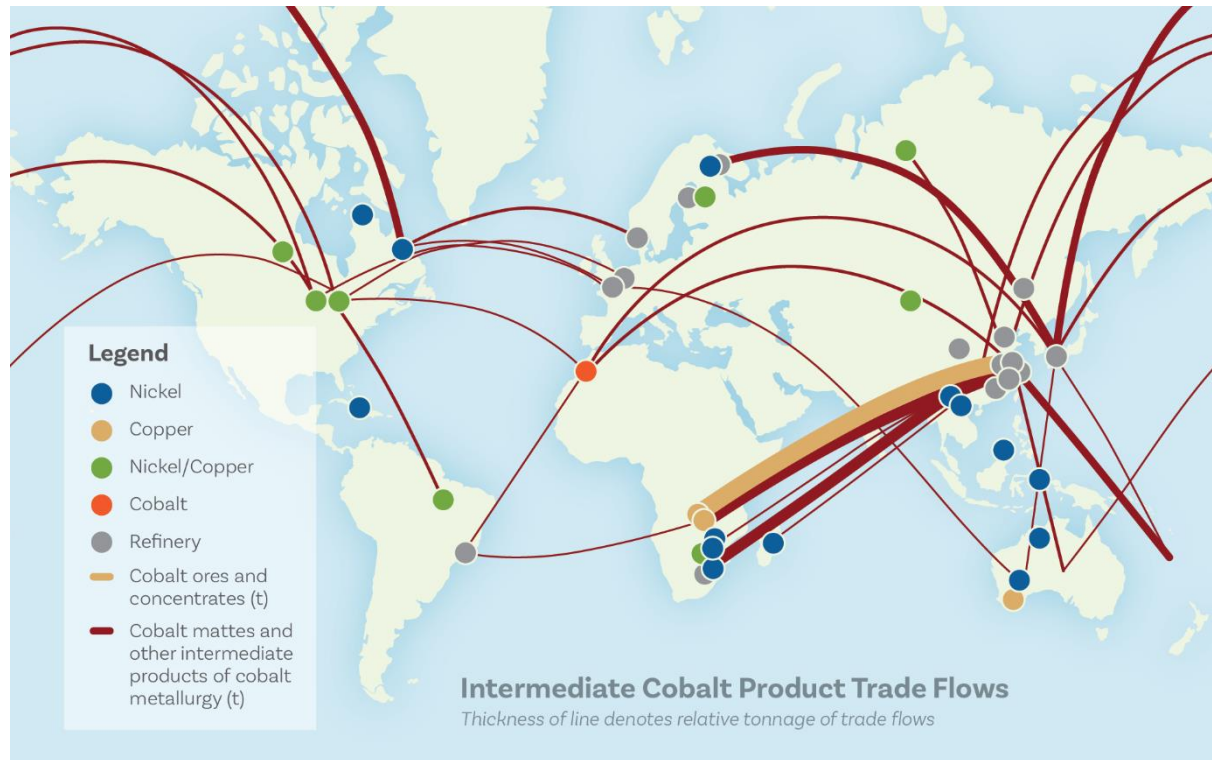 Legend
Nickel
Copper
Nickel/Copper
Cobalt
Refinery
Cobalt ores and
concentrates (t)
Cobalt mattes and
other intermediate
products of cobalt
metallurgy (t)
Intermediate Cobalt Product Trade Flows
Thickness of line denotes relative tonnage of trade flows